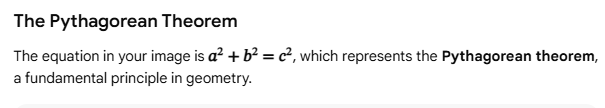 The Pythagorean Theorem
The equation in your image is a² + b² = c², which represents the Pythagorean theorem,
a fundamental principle in geometry.